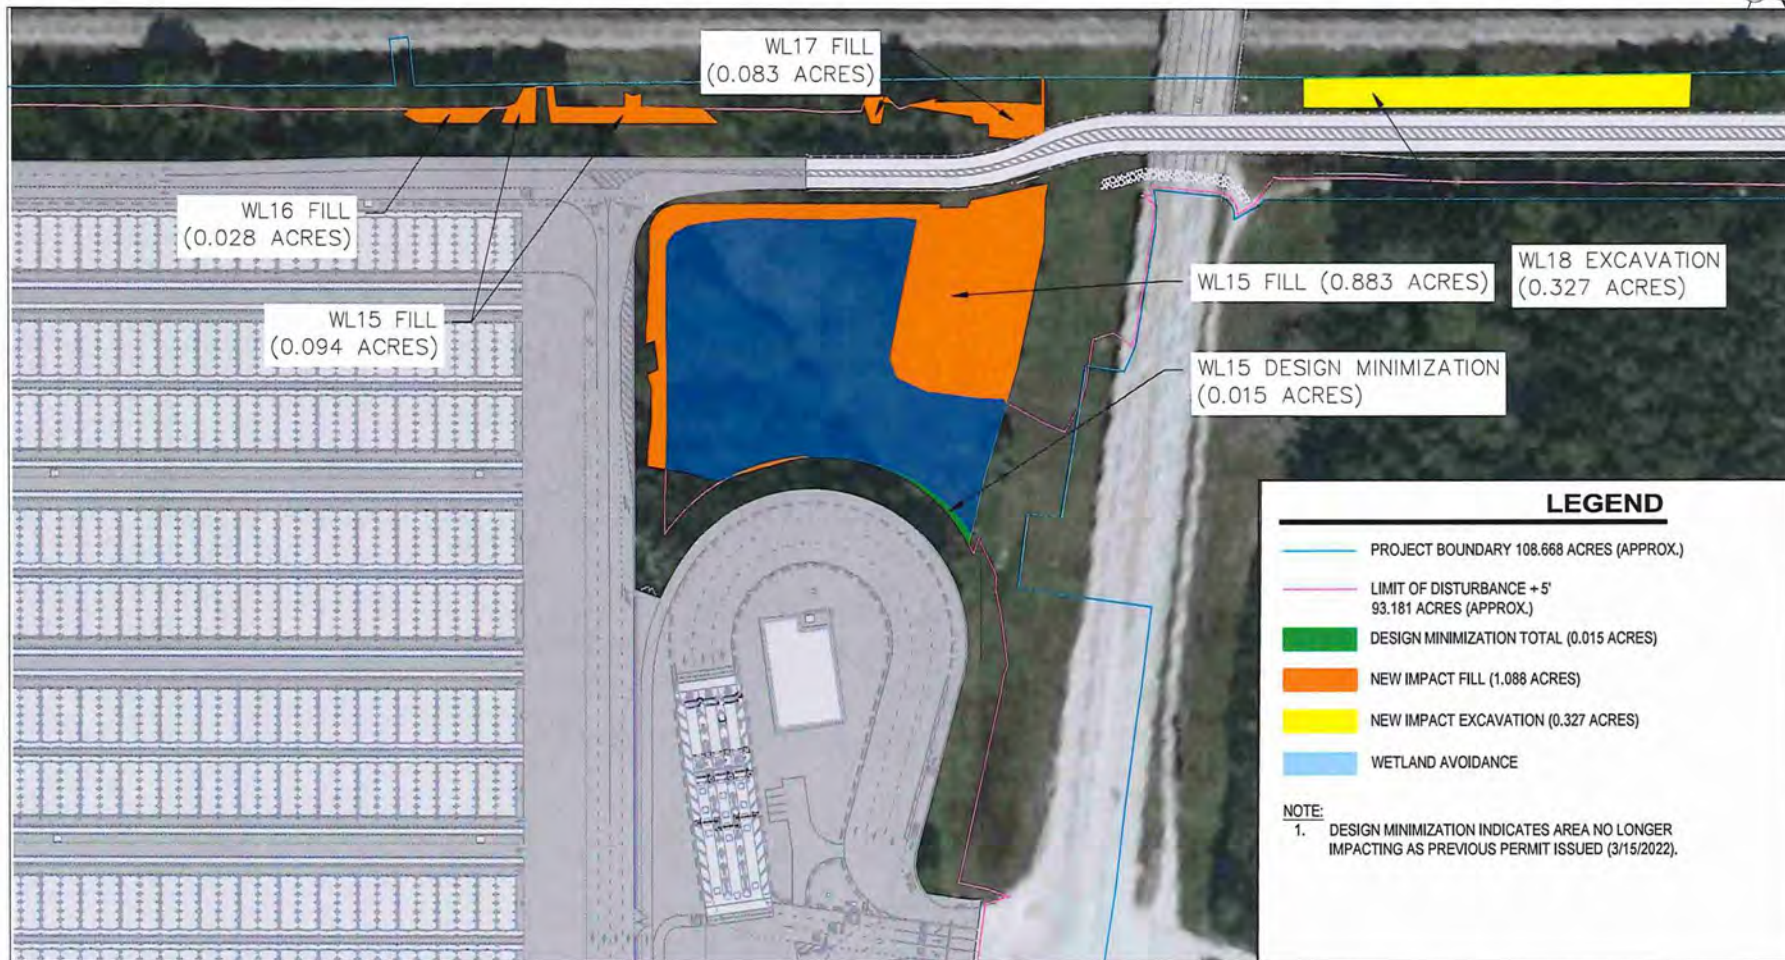 WL17 FILL
(0.083 ACRES)
WL16 FILL
(0.028 ACRES)
WL15 FILL
(0.094 ACRES)
WL15 FILL (0.883 ACRES)
WL18 EXCAVATION
(0.327 ACRES)
WL15 DESIGN MINIMIZATION
(0.015 ACRES)
LEGEND
PROJECT BOUNDARY 108.668 ACRES (APPROX.)
LIMIT OF DISTURBANCE +5'
93.181 ACRES (APPROX.)
DESIGN MINIMIZATION TOTAL (0.015 ACRES)
NEW IMPACT FILL (1.088 ACRES)
NEW IMPACT EXCAVATION (0.327 ACRES)
WETLAND AVOIDANCE
NOTE:
1. DESIGN MINIMIZATION INDICATES AREA NO LONGER
IMPACTING AS PREVIOUS PERMIT ISSUED (3/15/2022).